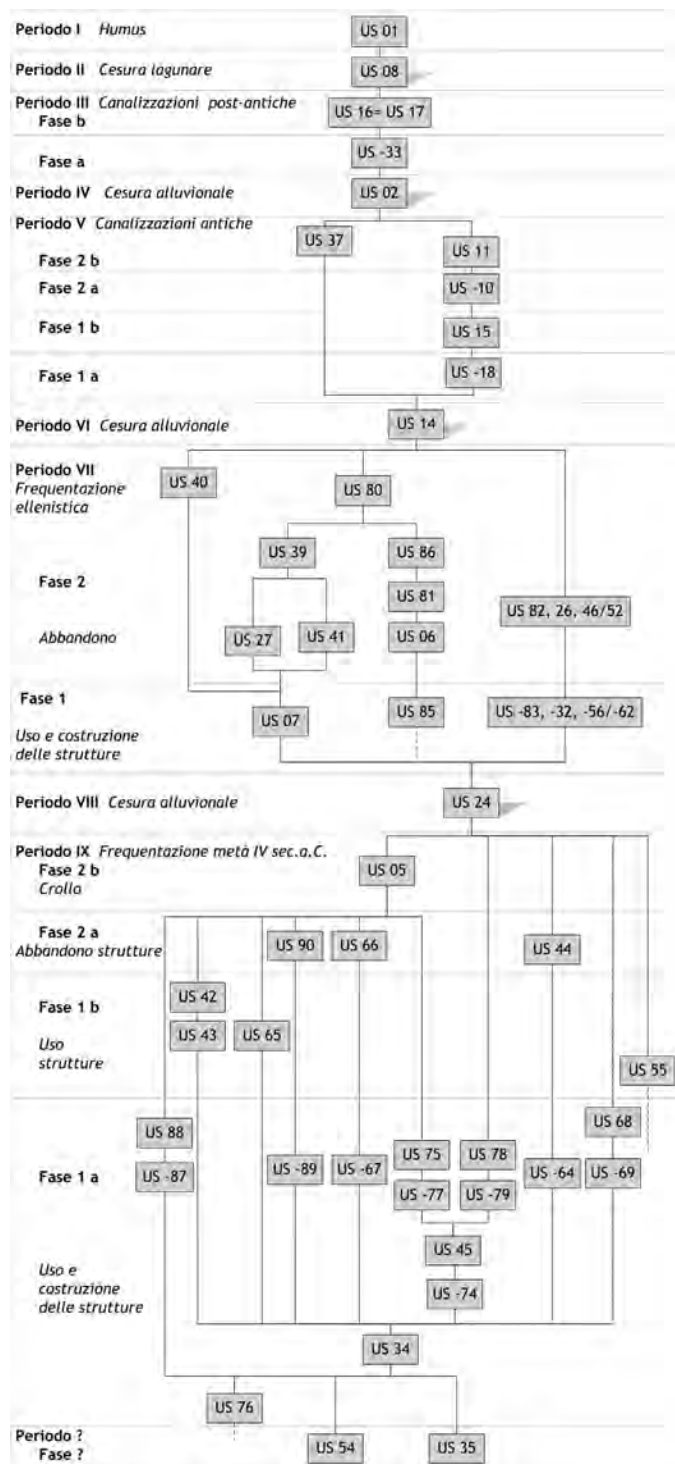 Periodo I Humus
US 01
Periodo II Cesura lagunare
US 08
Periodo III Canalizzazioni post-antiche
Fase b
US 16= US 17
Fase a
US -33
Periodo IV Cesura alluvionale
US 02
Periodo V Canalizzazioni antiche
US 37
US 11
Fase 2 b
Fase 2 a
US -10
Fase 1 b
US 15
Fase 1 a
US -18
Periodo VI Cesura alluvionale
US 14
Periodo VII
Frequentazione
ellenistica
US 40
US 80
US 39
US 86
Fase 2
US 81
US 82, 26, 46/52
Abbandono
US 27
US 41
US 06
Fase 1
US 07
US 85
US -83, -32, -56/-62
Uso e costruzione
delle strutture
Periodo VIII Cesura alluvionale
US 24
Periodo IX Frequentazione metà IV sec.a.C.
Fase 2 b
Crollo
US 05
Fase 2 a
Abbandono strutture
US 90
US 66
US 44
US 42
Fase 1 b
US 43
US 65
Uso
strutture
US 55
US 88
US 68
US 75
US 78
Fase 1 a
US -87
US -89
US -67
US -64
US -69
US -77
US -79
US 45
Uso e
costruzione
delle strutture
US -74
US 34
US 76
Periodo ?
Fase ?
US 54
US 35